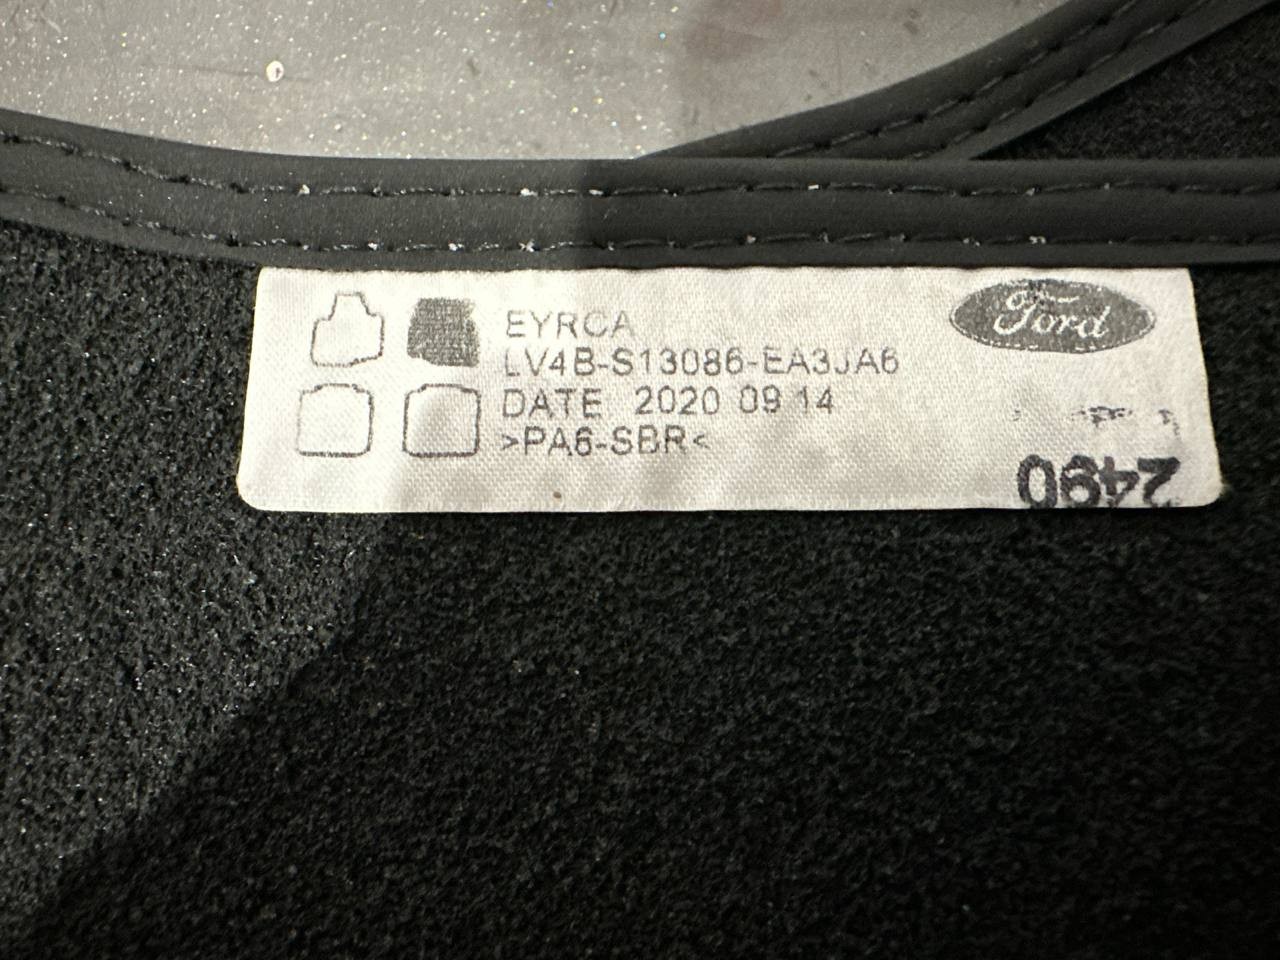 EYRCA
LV4B-S13086-EA3JA6
DATE 2020 09 14
>PA6-SBR<
Ford
2490